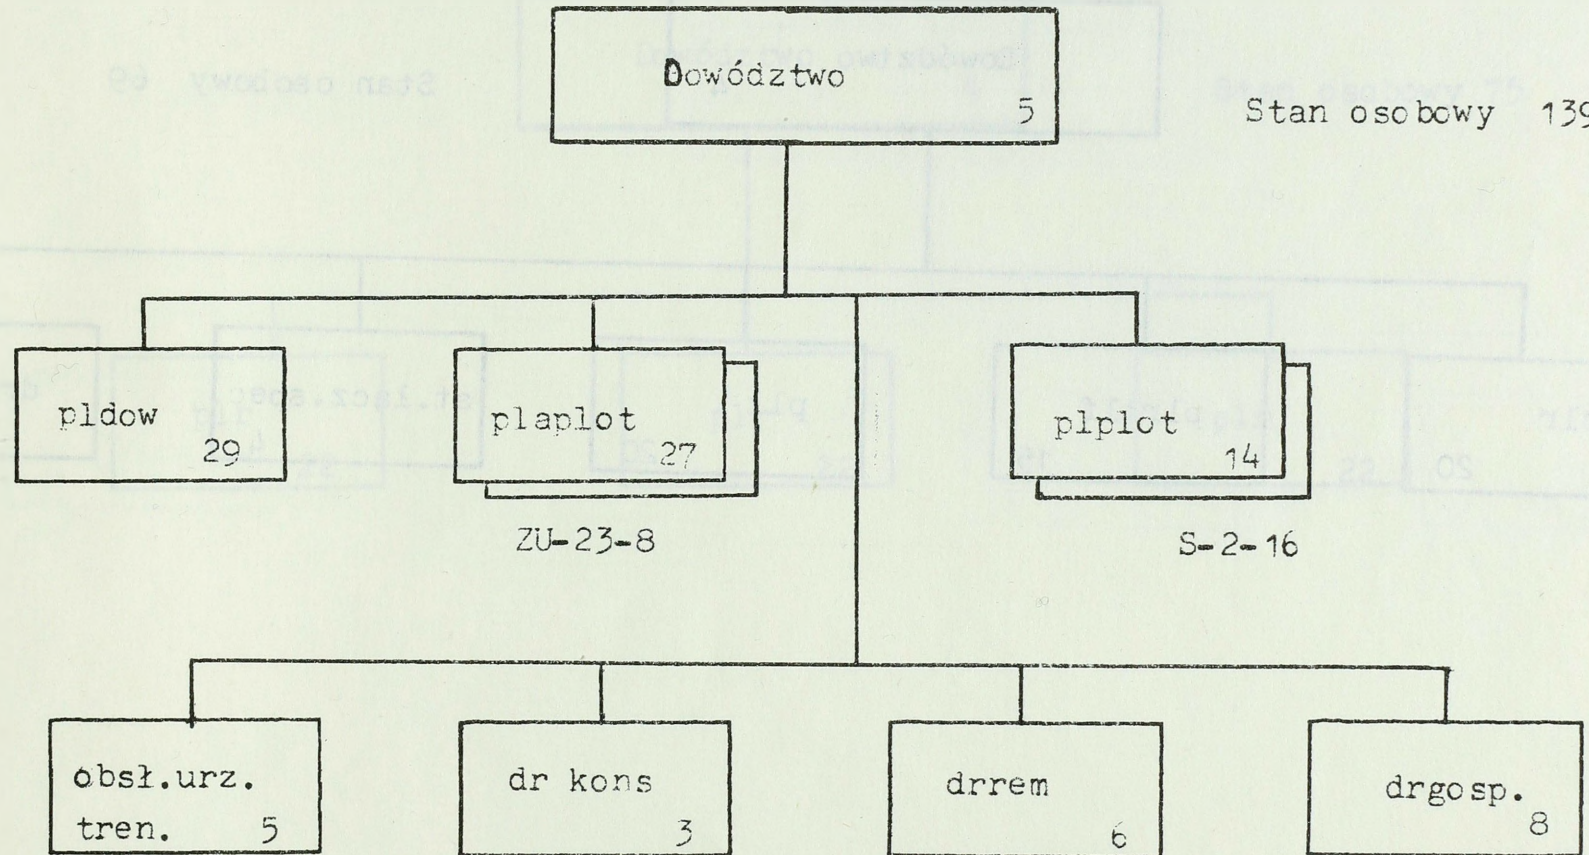 Dowództwo
5
Stan osobowy 139
pldow
29
plaplot
27
plplot
14
ZU-23-8
S-2-16
obsł.urz.
tren. 5
dr kons
3
drrem
6
drgosp.
8